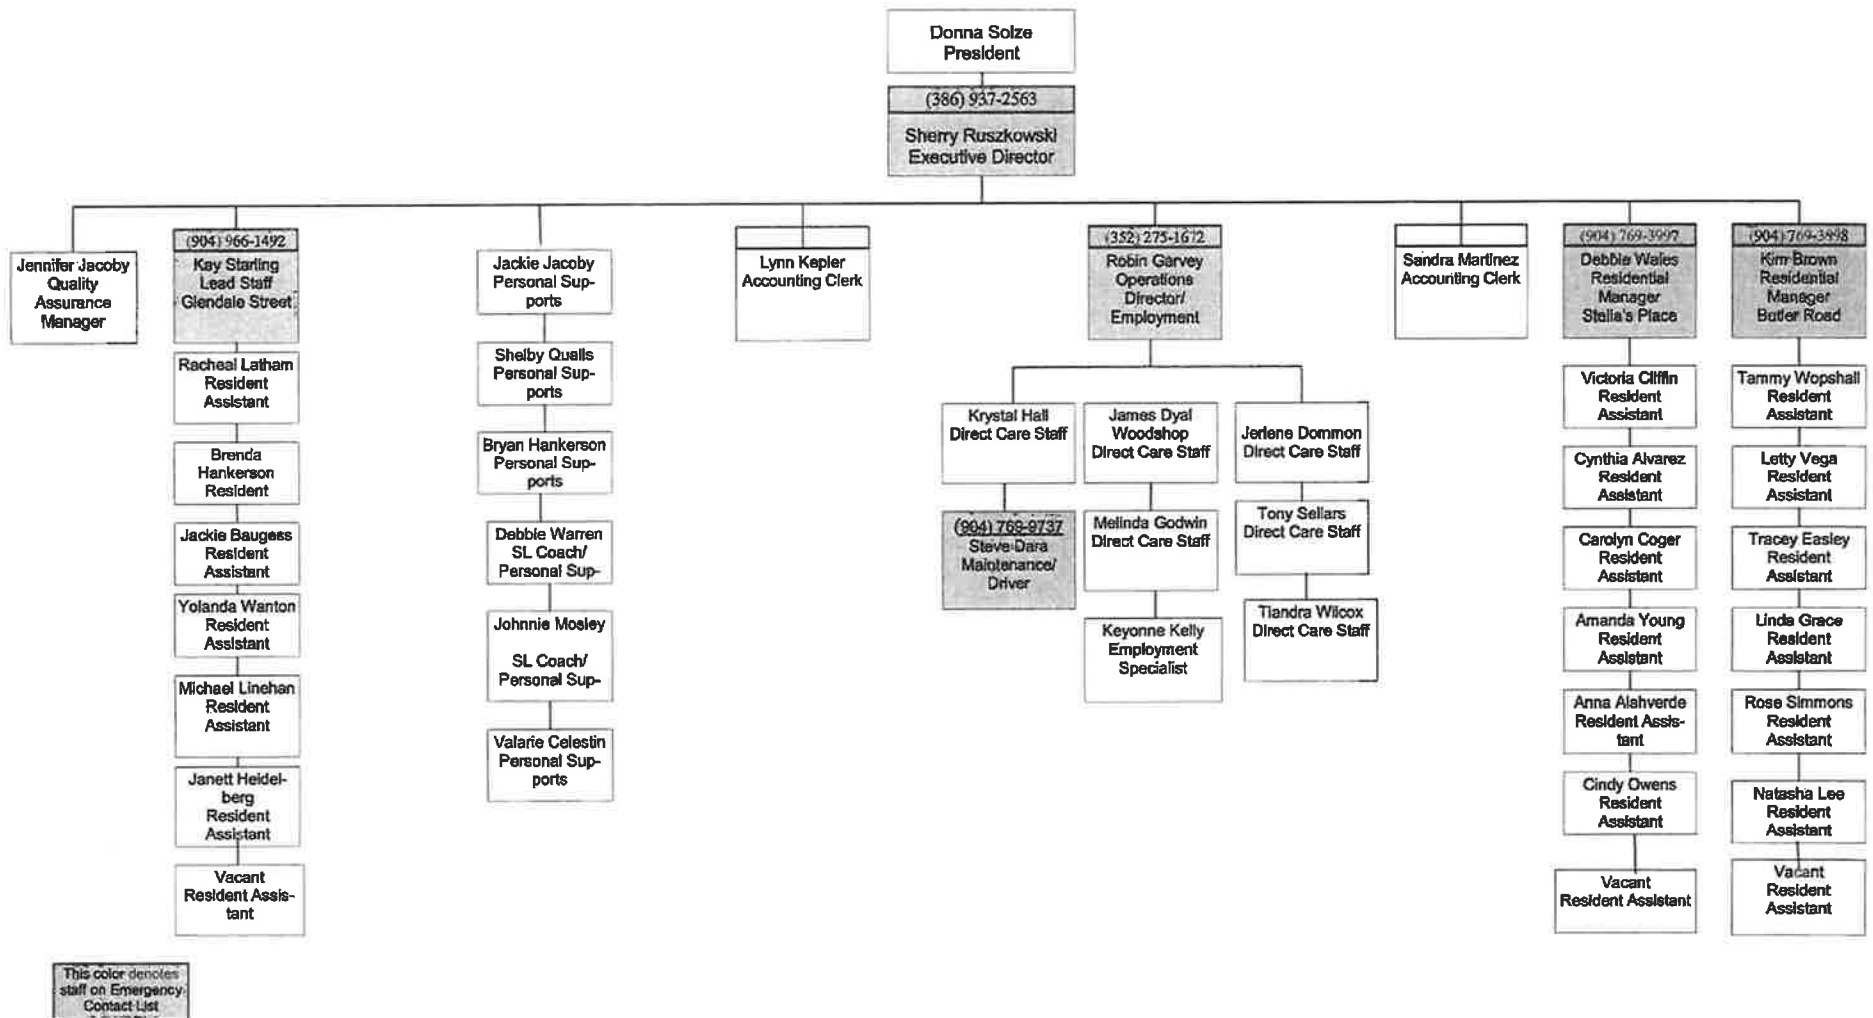 Donna Solze
President
(386) 937-2563
Sherry Ruszkowski
Executive Director
Jennifer Jacoby
Quality
Assurance
Manager
(904) 966-1492
Kay Starling
Lead Staff
Glendale Street
Racheal Latham
Resident
Assistant
Brenda
Hankerson
Resident
Jackie Baugess
Resident
Assistant
Yolanda Wanton
Resident
Assistant
Michael Linehan
Resident
Assistant
Janett Heidel-
berg
Resident
Assistant
Vacant
Resident Assis-
tant
Jackie Jacoby
Personal Sup-
ports
Shelby Qualls
Personal Sup-
ports
Bryan Hankerson
Personal Sup-
ports
Debbie Warren
SL Coach/
Personal Sup-
Johnnie Mosley
SL Coach/
Personal Sup-
Valarie Celestin
Personal Sup-
ports
Lynn Kepler
Accounting Clerk
(352) 275-1672
Robin Garvey
Operations
Director/
Employment
Krystal Hall
Direct Care Staff
(904) 769-9737
Steve Dara
Maintenance/
Driver
James Dyal
Woodshop
Direct Care Staff
Melinda Godwin
Direct Care Staff
Keyonne Kelly
Employment
Specialist
Jerlene Dommon
Direct Care Staff
Tony Sellars
Direct Care Staff
Tiandra Wilcox
Direct Care Staff
Sandra Martinez
Accounting Clerk
(904) 769-3997
Debbie Wales
Residential
Manager
Stella's Place
Victoria Cliffin
Resident
Assistant
Cynthia Alvarez
Resident
Assistant
Carolyn Coger
Resident
Assistant
Amanda Young
Resident
Assistant
Anna Alahverde
Resident Assis-
tant
Cindy Owens
Resident
Assistant
Vacant
Resident Assistant
(904) 769-3998
Kim Brown
Residential
Manager
Butler Road
Tammy Wopshall
Resident
Assistant
Letty Vega
Resident
Assistant
Tracey Easley
Resident
Assistant
Linda Grace
Resident
Assistant
Rose Simmons
Resident
Assistant
Natasha Lee
Resident
Assistant
Vacant
Resident
Assistant
This color denotes
staff on Emergency
Contact List